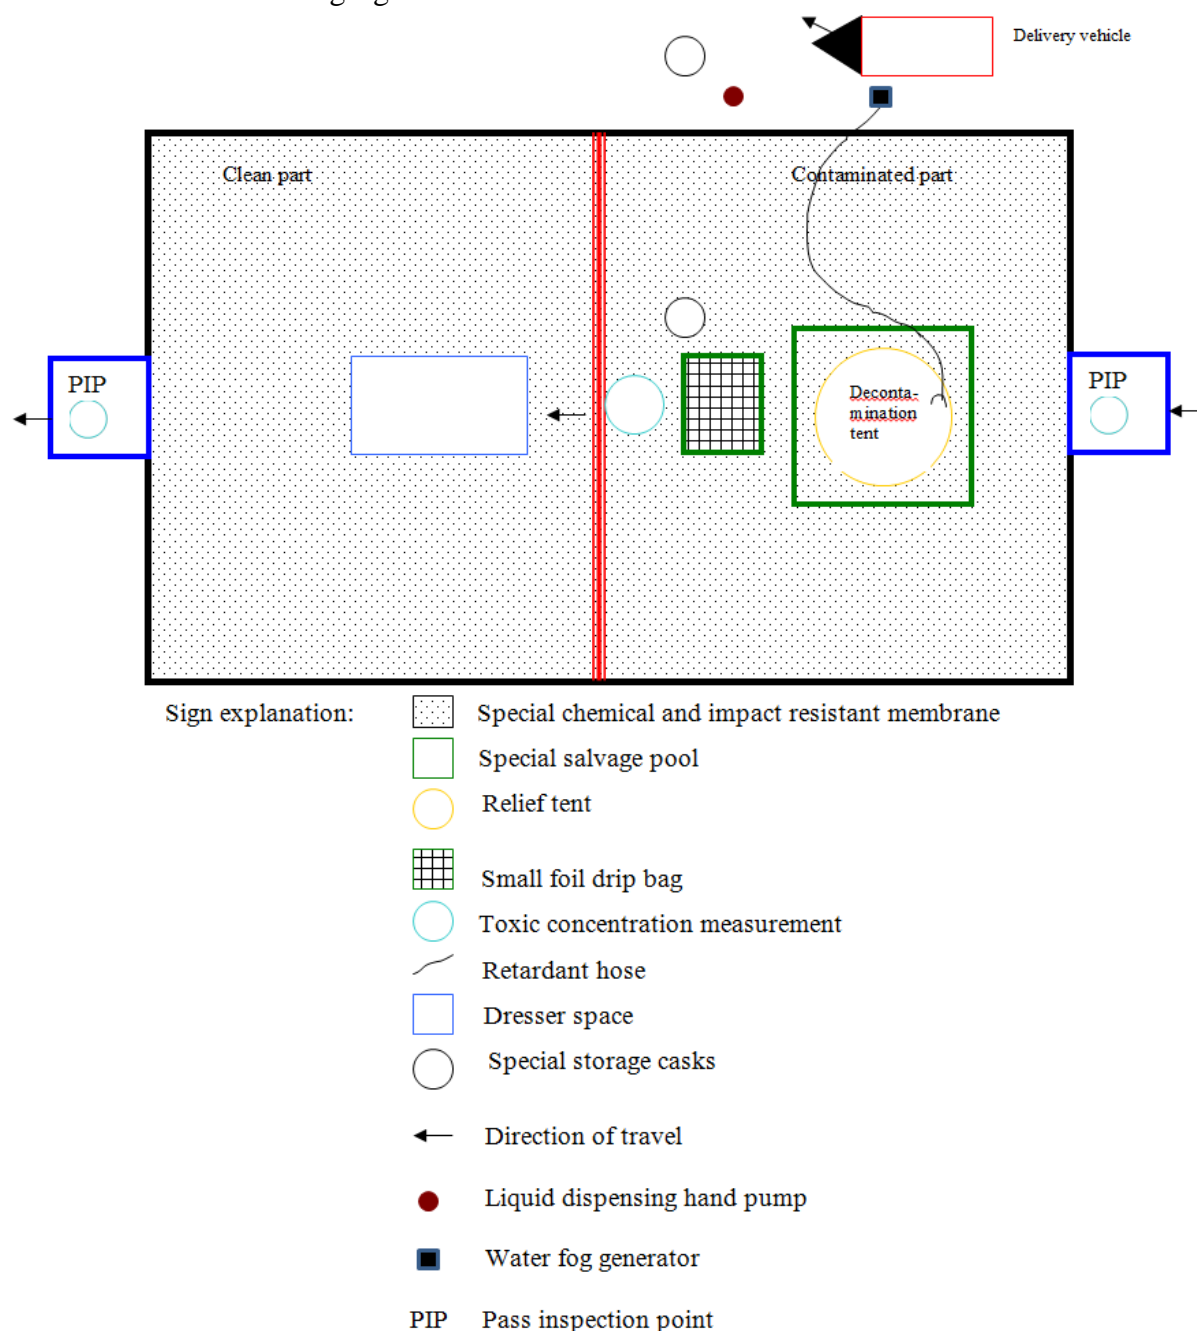 Delivery vehicle
Clean part
Contaminated part
PIP
Deconta-
mination
tent
PIP
Sign explanation:
Special chemical and impact resistant membrane
Special salvage pool
Relief tent
Small foil drip bag
Toxic concentration measurement
Retardant hose
Dresser space
Special storage casks
Direction of travel
Liquid dispensing hand pump
Water fog generator
PIP Pass inspection point